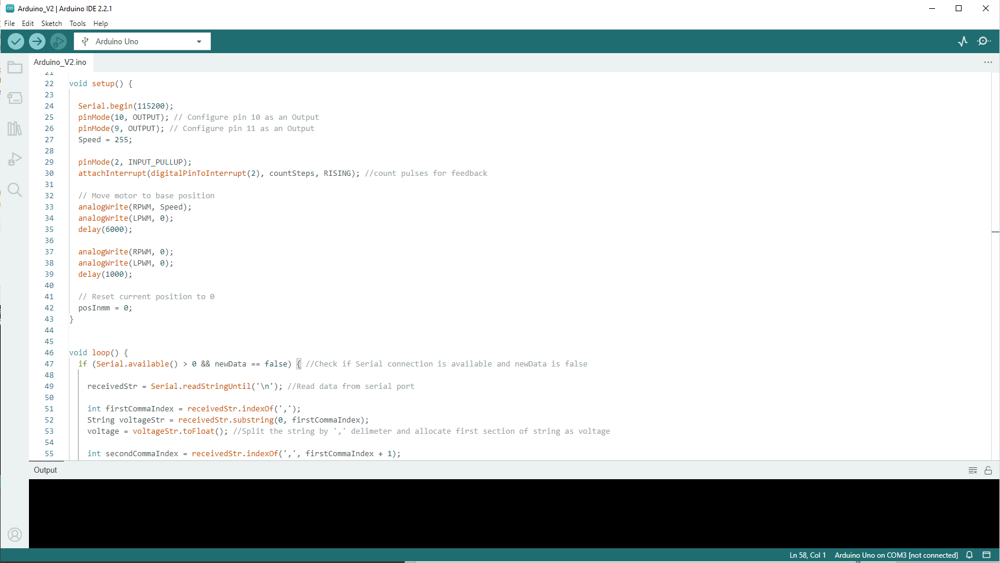 Arduino_V2 | Arduino IDE 2.2.1
File Edit Sketch Tools Help
Arduino Uno
Arduino_V2.ino
21
22 void setup() {
23
24 Serial.begin(115200);
25 pinMode(10, OUTPUT); // Configure pin 10 as an Output
26 pinMode(9, OUTPUT); // Configure pin 11 as an Output
27 Speed = 255;
28
29 pinMode(2, INPUT_PULLUP);
30 attachInterrupt(digitalPinToInterrupt(2), countSteps, RISING); //count pulses for feedback
31
32 // Move motor to base position
33 analogWrite(RPWM, Speed);
34 analogWrite(LPWM, 0);
35 delay(6000);
36
37 analogWrite(RPWM, 0);
38 analogWrite(LPWM, 0);
39 delay(1000);
40
41 // Reset current position to 0
42 posInmm = 0;
43 }
44
45
46 void loop() {
47 if (Serial.available() > 0 && newData == false) { //Check if Serial connection is available and newData is false
48
49 receivedStr = Serial.readStringUntil('\n'); //Read data from serial port
50
51 int firstCommaIndex = receivedStr.indexOf(',');
52 String voltageStr = receivedStr.substring(0, firstCommaIndex);
53 voltage = voltageStr.toFloat(); //Split the string by ',' delimeter and allocate first section of string as voltage
54
55 int secondCommaIndex = receivedStr.indexOf(',', firstCommaIndex + 1);
Output
Ln 58, Col 1 Arduino Uno on COM3 [not connected]